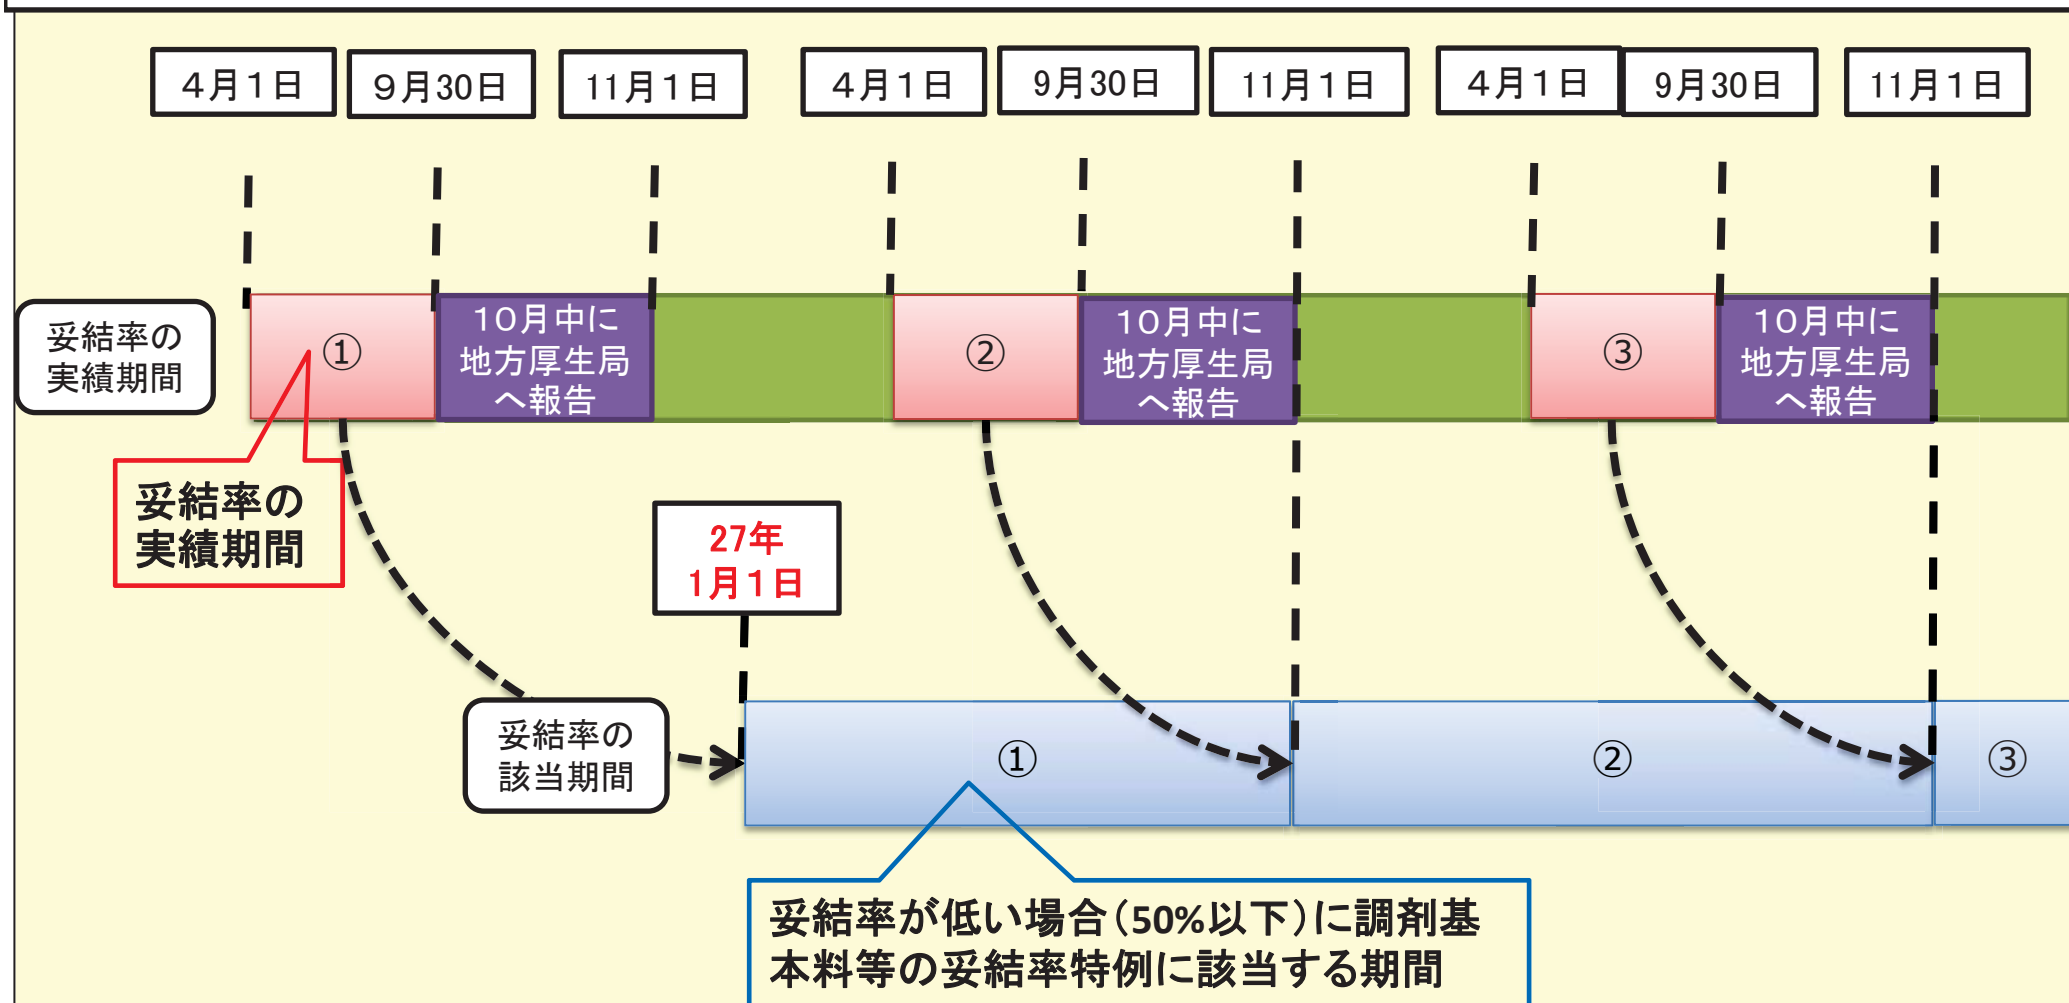 4月1日
9月30日
11月1日
4月1日
9月30日
11月1日
4月1日
9月30日
11月1日
妥結率の
実績期間
①
10月中に
地方厚生局
へ報告
②
10月中に
地方厚生局
へ報告
③
10月中に
地方厚生局
へ報告
妥結率の
実績期間
27年
1月1日
妥結率の
該当期間
①
②
③
妥結率が低い場合(50%以下)に調剤基
本料等の妥結率特例に該当する期間